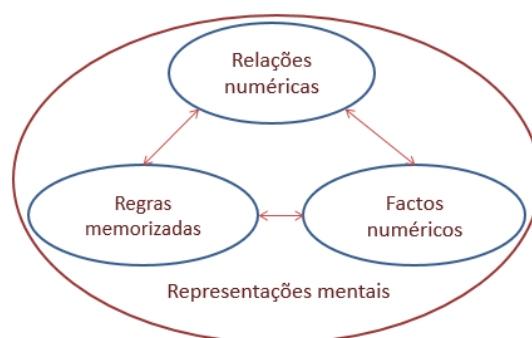 Relações
numéricas
Regras
memorizadas
Factos
numéricos
Representações mentais